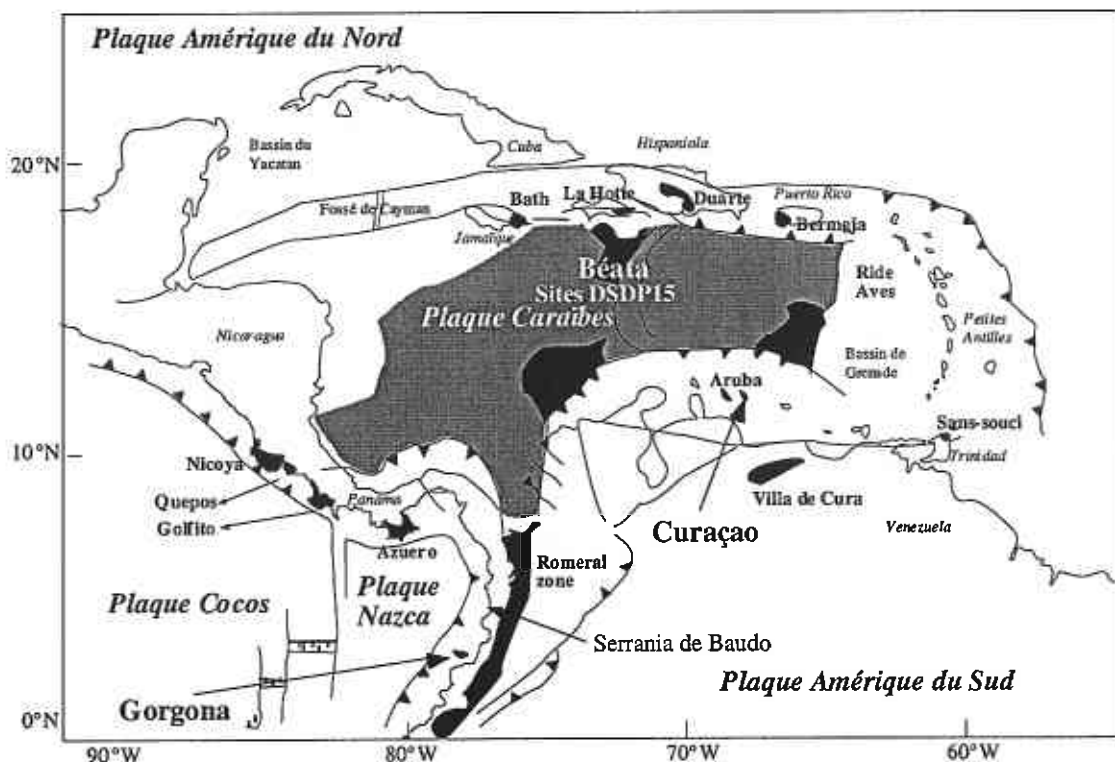 Plaque Amérique du Nord
Bassin du
Yacatan
Cuba
Hispaniola
20°N
Fossé de Cayman
Bath
La Hotte
Duarte
Puerto Rico
Bermaja
Jamaïque
Béata
Sites DSDP15
Plaque Caraïbes
Ride
Aves
Nicaragua
Petites
Antilles
Bassin de
Grenade
Aruba
Sans-souci
10°N
Nicoya
Trinidad
Quepos
Panama
Villa de Cura
Golfito
Curaçao
Venezuela
Azuero
Romeral
zone
Plaque Cocos
Plaque
Nazca
Serrania de Baudo
Plaque Amérique du Sud
Gorgona
0°N
90°W
80°W
70°W
60°W